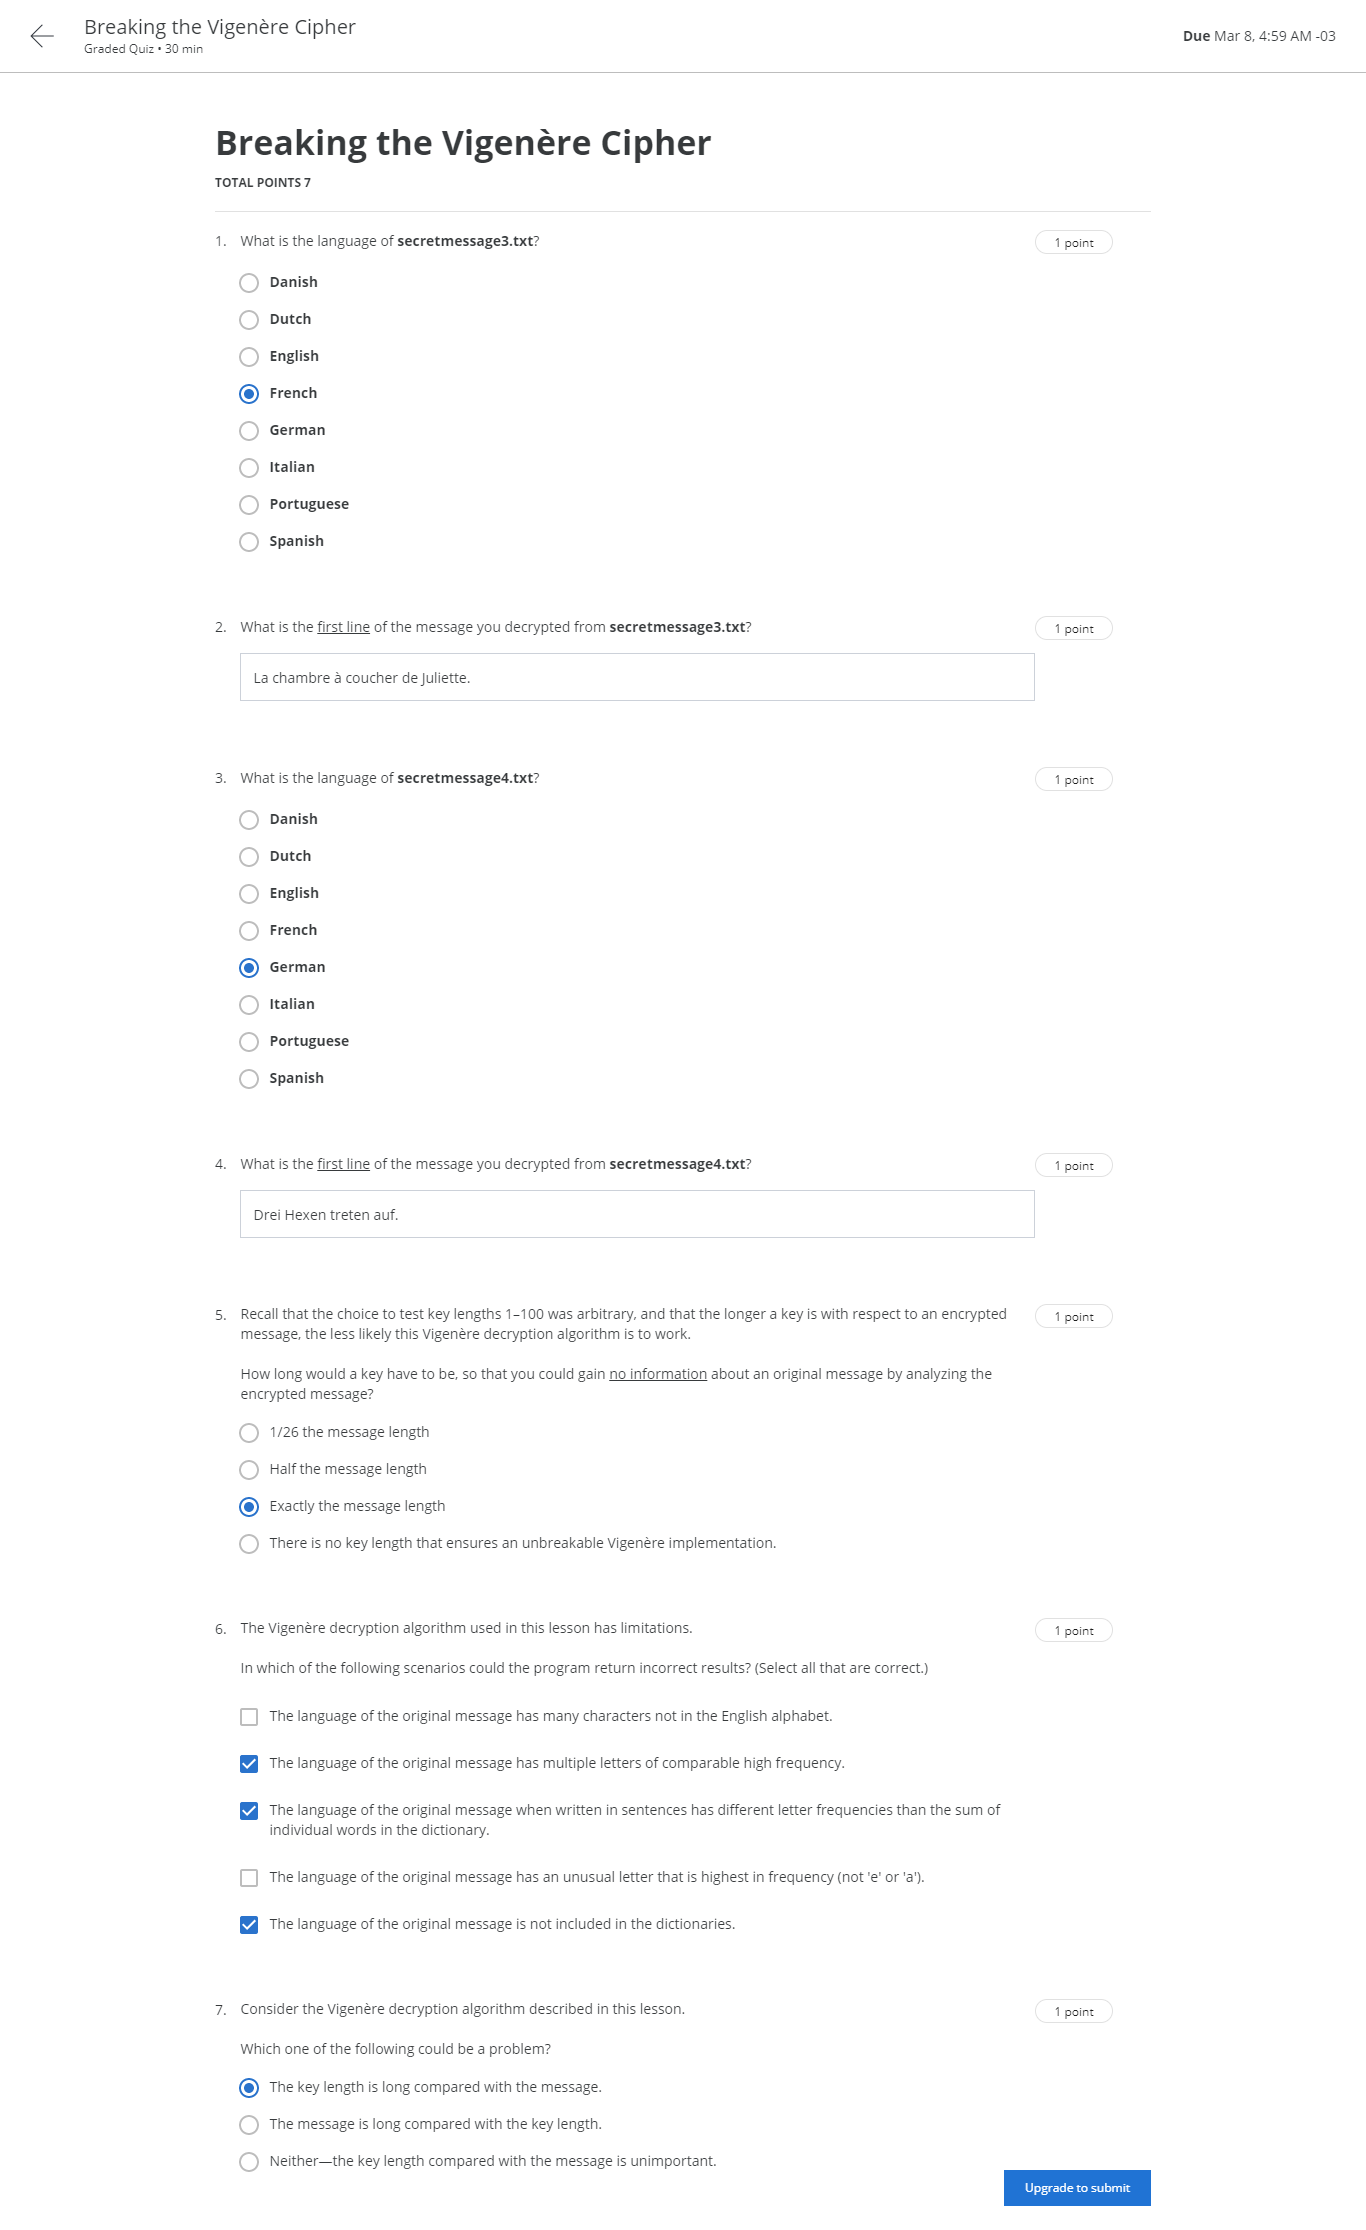 Breaking the Vigenère Cipher
Graded Quiz • 30 min
Due Mar 8, 4:59 AM -03
Breaking the Vigenère Cipher
TOTAL POINTS 7
1. What is the language of secretmessage3.txt?
1 point
Danish
Dutch
English
French
German
Italian
Portuguese
Spanish
2. What is the first line of the message you decrypted from secretmessage3.txt?
1 point
La chambre à coucher de Juliette.
3. What is the language of secretmessage4.txt?
1 point
Danish
Dutch
English
French
German
Italian
Portuguese
Spanish
4. What is the first line of the message you decrypted from secretmessage4.txt?
1 point
Drei Hexen treten auf.
5. Recall that the choice to test key lengths 1–100 was arbitrary, and that the longer a key is with respect to an encrypted
message, the less likely this Vigenère decryption algorithm is to work.
1 point
How long would a key have to be, so that you could gain no information about an original message by analyzing the
encrypted message?
1/26 the message length
Half the message length
Exactly the message length
There is no key length that ensures an unbreakable Vigenère implementation.
6. The Vigenère decryption algorithm used in this lesson has limitations.
1 point
In which of the following scenarios could the program return incorrect results? (Select all that are correct.)
The language of the original message has many characters not in the English alphabet.
The language of the original message has multiple letters of comparable high frequency.
The language of the original message when written in sentences has different letter frequencies than the sum of
individual words in the dictionary.
The language of the original message has an unusual letter that is highest in frequency (not 'e' or 'a').
The language of the original message is not included in the dictionaries.
7. Consider the Vigenère decryption algorithm described in this lesson.
1 point
Which one of the following could be a problem?
The key length is long compared with the message.
The message is long compared with the key length.
Neither—the key length compared with the message is unimportant.
Upgrade to submit